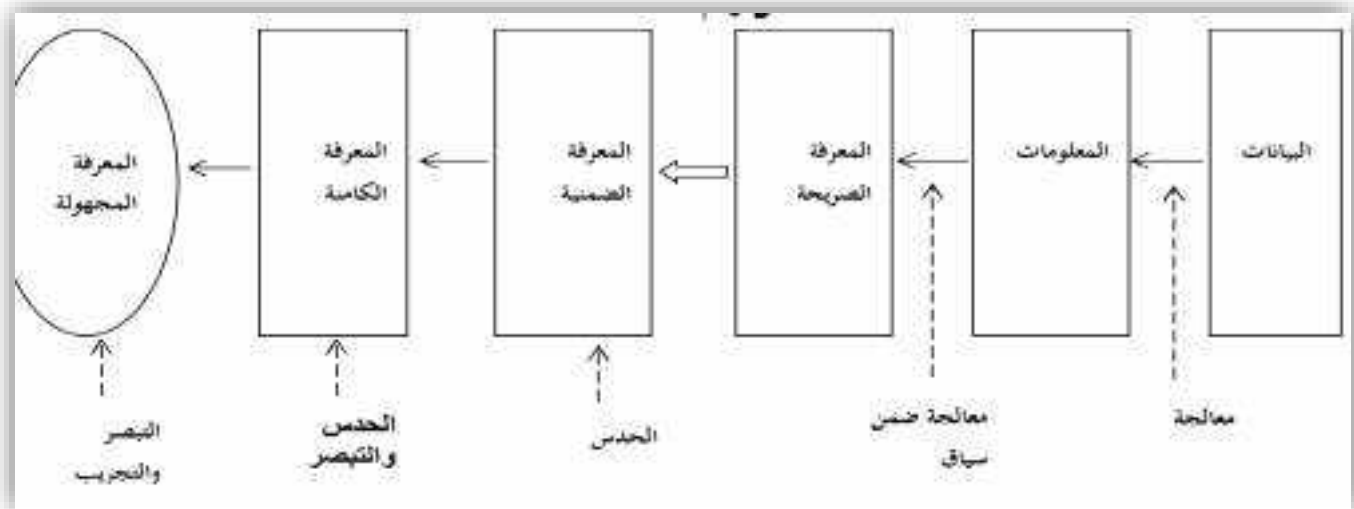 البيانات
المعلومات
المعرفة
الصريحة
المعرفة
الضمنية
المعرفة
الكامنة
المعرفة
المجهولة
معالجة
معالجة ضمن
سياق
الحدس
الحدس
والتبصر
التبصر
والتجريب